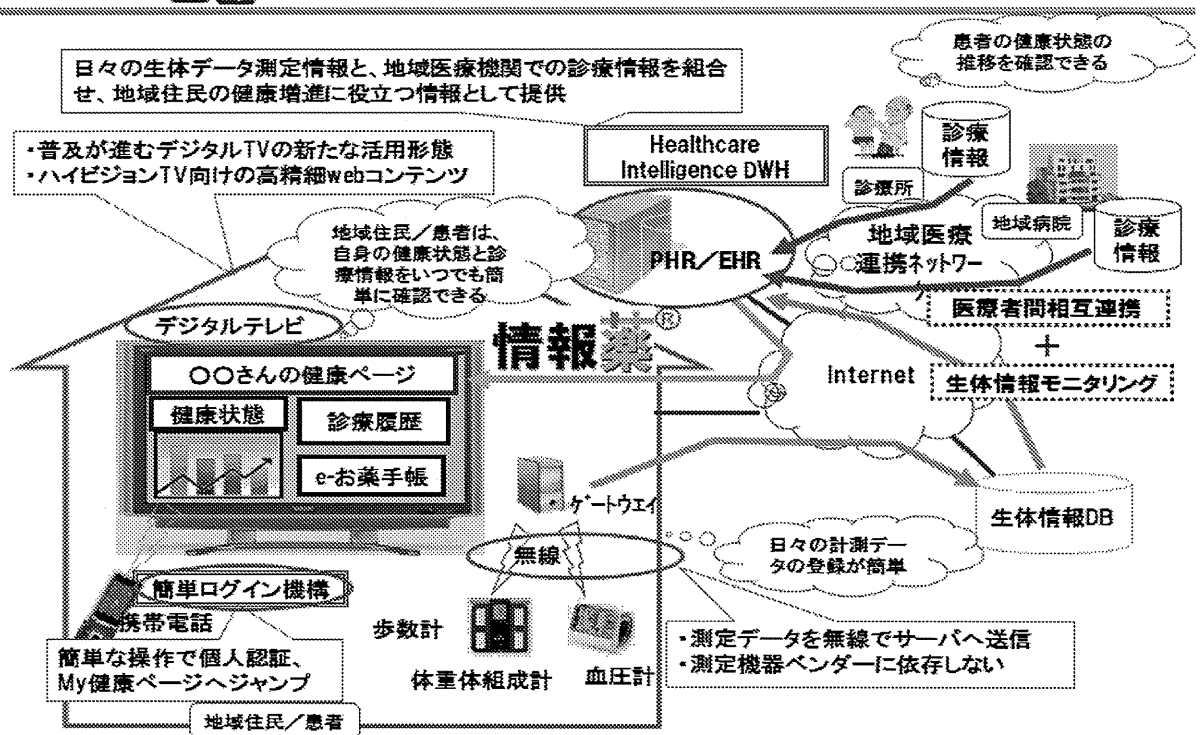 患者の健康状態の
推移を確認できる
日々の生体データ測定情報と、地域医療機関での診療情報を組合
せ、地域住民の健康増進に役立つ情報として提供
Healthcare
Intelligence DWH
診療
情報
診療所
・普及が進むデジタルTVの新たな活用形態
・ハイビジョンTV向けの高精細webコンテンツ
地域病院
診療
情報
地域住民／患者は、
自身の健康状態と診
療情報をいつでも簡
単に確認できる
PHR／EHR
地域医療
連携ネットワー
医療者間相互連携
＋
生体情報モニタリング
デジタルテレビ
情報薬®
Internet
〇〇さんの健康ページ
健康状態
診療履歴
e-お薬手帳
ゲートウェイ
生体情報DB
無線
日々の計測デー
タの登録が簡単
簡単ログイン機構
携帯電話
歩数計
体重体組成計
血圧計
簡単な操作で個人認証、
My健康ページへジャンプ
・測定データを無線でサーバへ送信
・測定機器ベンダーに依存しない
地域住民／患者